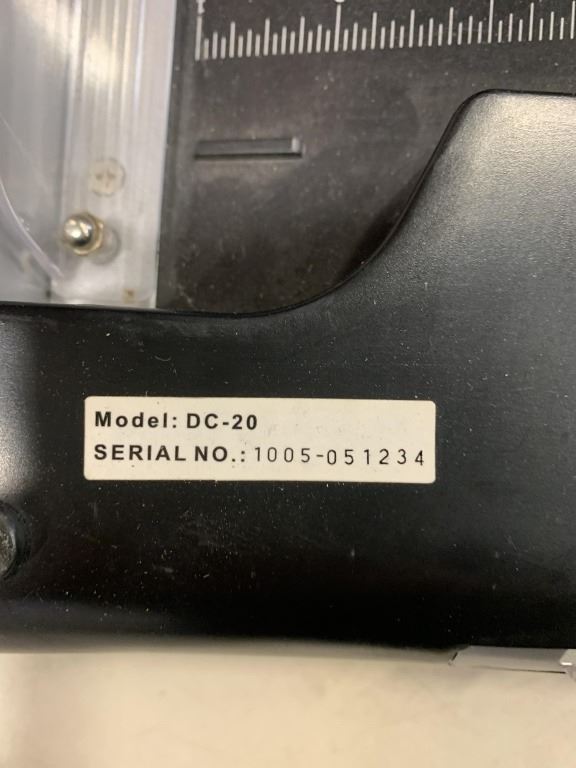 Model: DC-20
SERIAL NO.: 1005-051234